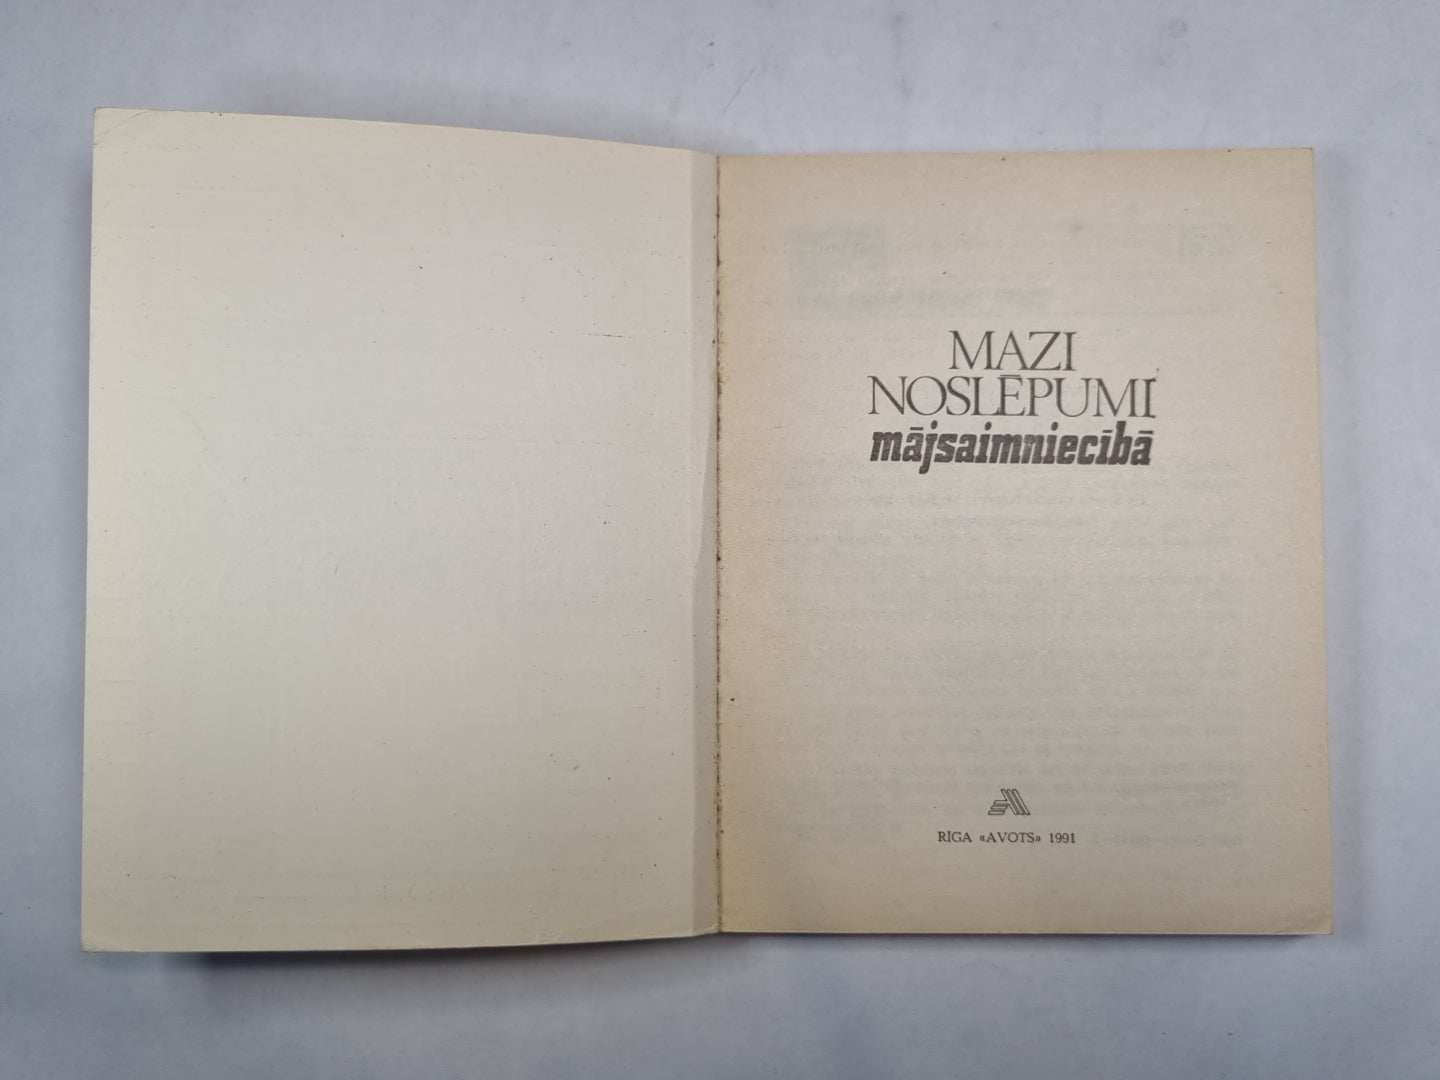 MAZI
NOSLĒPUMI
mājsaimniecībā
RIGA «AVOTS» 1991